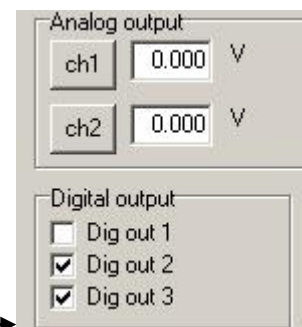 Analog output
ch1 0.000 V
ch2 0.000 V
Digital output
Dig out 1
Dig out 2
Dig out 3